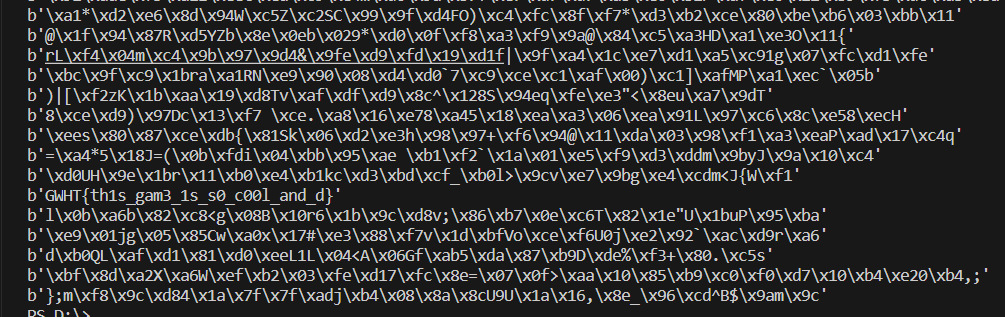 b'\xa1*\xd2\xe6\x8d\x94W\xc5Z\xc2SC\x99\x9f\xd4FO)\xc4\xfc\x8f\xf7*\xd3\xb2\xce\x80\xbe\xb6\x03\xbb\x11'
b'@\x1f\x94\x87R\xd5YZb\x8e\x0eb\x029*\xd0\x0f\xf8\xa3\xf9\x9a@\x84\xc5\xa3HD\xa1\xe3O\x11{'
b'rL\xf4\x04m\xc4\x9b\x97\x9d4&\x9fe\xd9\xfd\x19\xd1f|\x9f\xa4\x1c\xe7\xd1\xa5\xc91g\x07\xfc\xd1\xfe'
b'\xbc\x9f\xc9\x1bra\xa1RN\xe9\x90\x08\xd4\xd0`7\xc9\xce\xc1\xaf\x00)\xc1]\xafMP\xa1\xec`\x05b'
b')|[\xf2zK\x1b\xaa\x19\xd8Tv\xaf\xdf\xd9\x8c^\x128S\x94eq\xfe\xe3"<\x8eu\xa7\x9dT'
b'8\xce\xd9)\x97Dc\x13\xf7 \xce.\xa8\x16\xe78\xa45\x18\xea\xa3\x06\xea\x91L\x97\xc6\x8c\xe58\xecH'
b'\xees\x80\x87\xce\xdb{\x81Sk\x06\xd2\xe3h\x98\x97+\xf6\x94@\x11\xda\x03\x98\xf1\xa3\xeaP\xad\x17\xc4q'
b'=\xa4*5\x18J=(\x0b\xfdi\x04\xbb\x95\xae \xb1\xf2`\x1a\x01\xe5\xf9\xd3\xddm\x9byJ\x9a\x10\xc4'
b'\xd0UH\x9e\x1br\x11\xb0\xe4\xb1kc\xd3\xbd\xcf_\xb0l>\x9cv\xe7\x9bg\xe4\xcdm<J{W\xf1'
b'GWHT{th1s_gam3_1s_s0_c00l_and_d}'
b'l\x0b\xa6b\x82\xc8<g\x08B\x10r6\x1b\x9c\xd8v;\x86\xb7\x0e\xc6T\x82\x1e"U\x1buP\x95\xba'
b'\xe9\x01jg\x05\x85Cw\xa0x\x17#\xe3\x88\xf7v\x1d\xbfVo\xce\xf6U0j\xe2\x92`\xac\xd9r\xa6'
b'd\xb0QL\xaf\xd1\x81\xd0\xeeL1L\x04<A\x06Gf\xab5\xda\x87\xb9D\xde%\xf3+\x80.\xc5s'
b'\xbf\x8d\xa2X\xa6W\xef\xb2\x03\xfe\xd17\xfc\x8e=\x07\x0f>\xaa\x10\x85\xb9\xc0\xf0\xd7\x10\xb4\xe20\xb4,;'
b'};m\xf8\x9c\xd84\x1a\x7f\x7f\xadj\xb4\x08\x8a\x8cU9U\x1a\x16,\x8e_\x96\xcd^B$\x9am\x9c'
PS D:\>